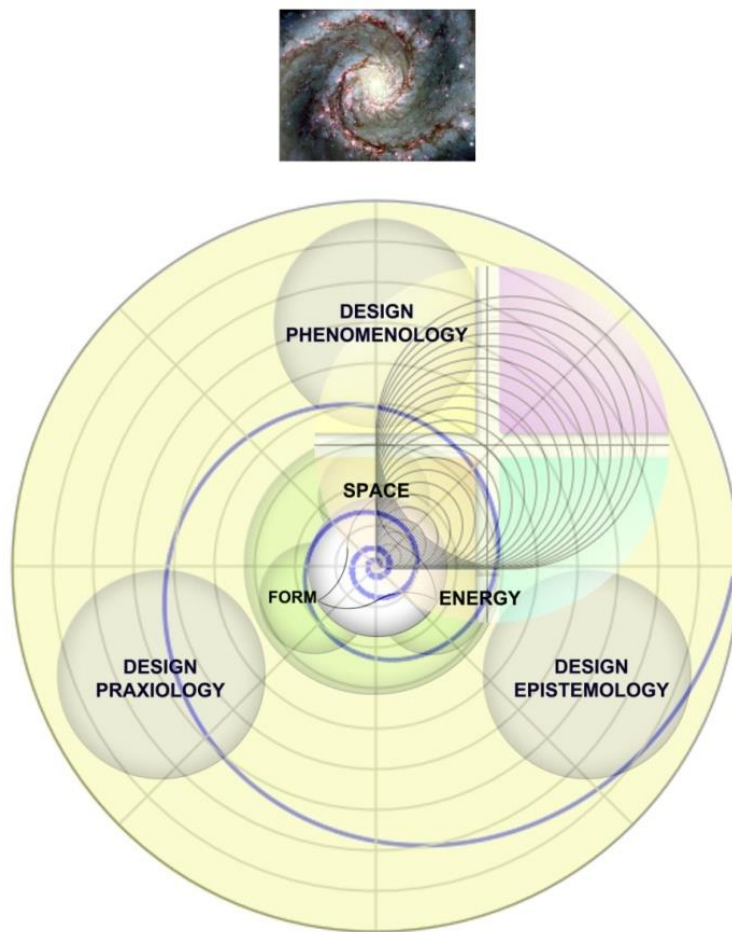 DESIGN
PHENOMENOLOGY
SPACE
FORM
ENERGY
DESIGN
PRAXIOLOGY
DESIGN
EPISTEMOLOGY